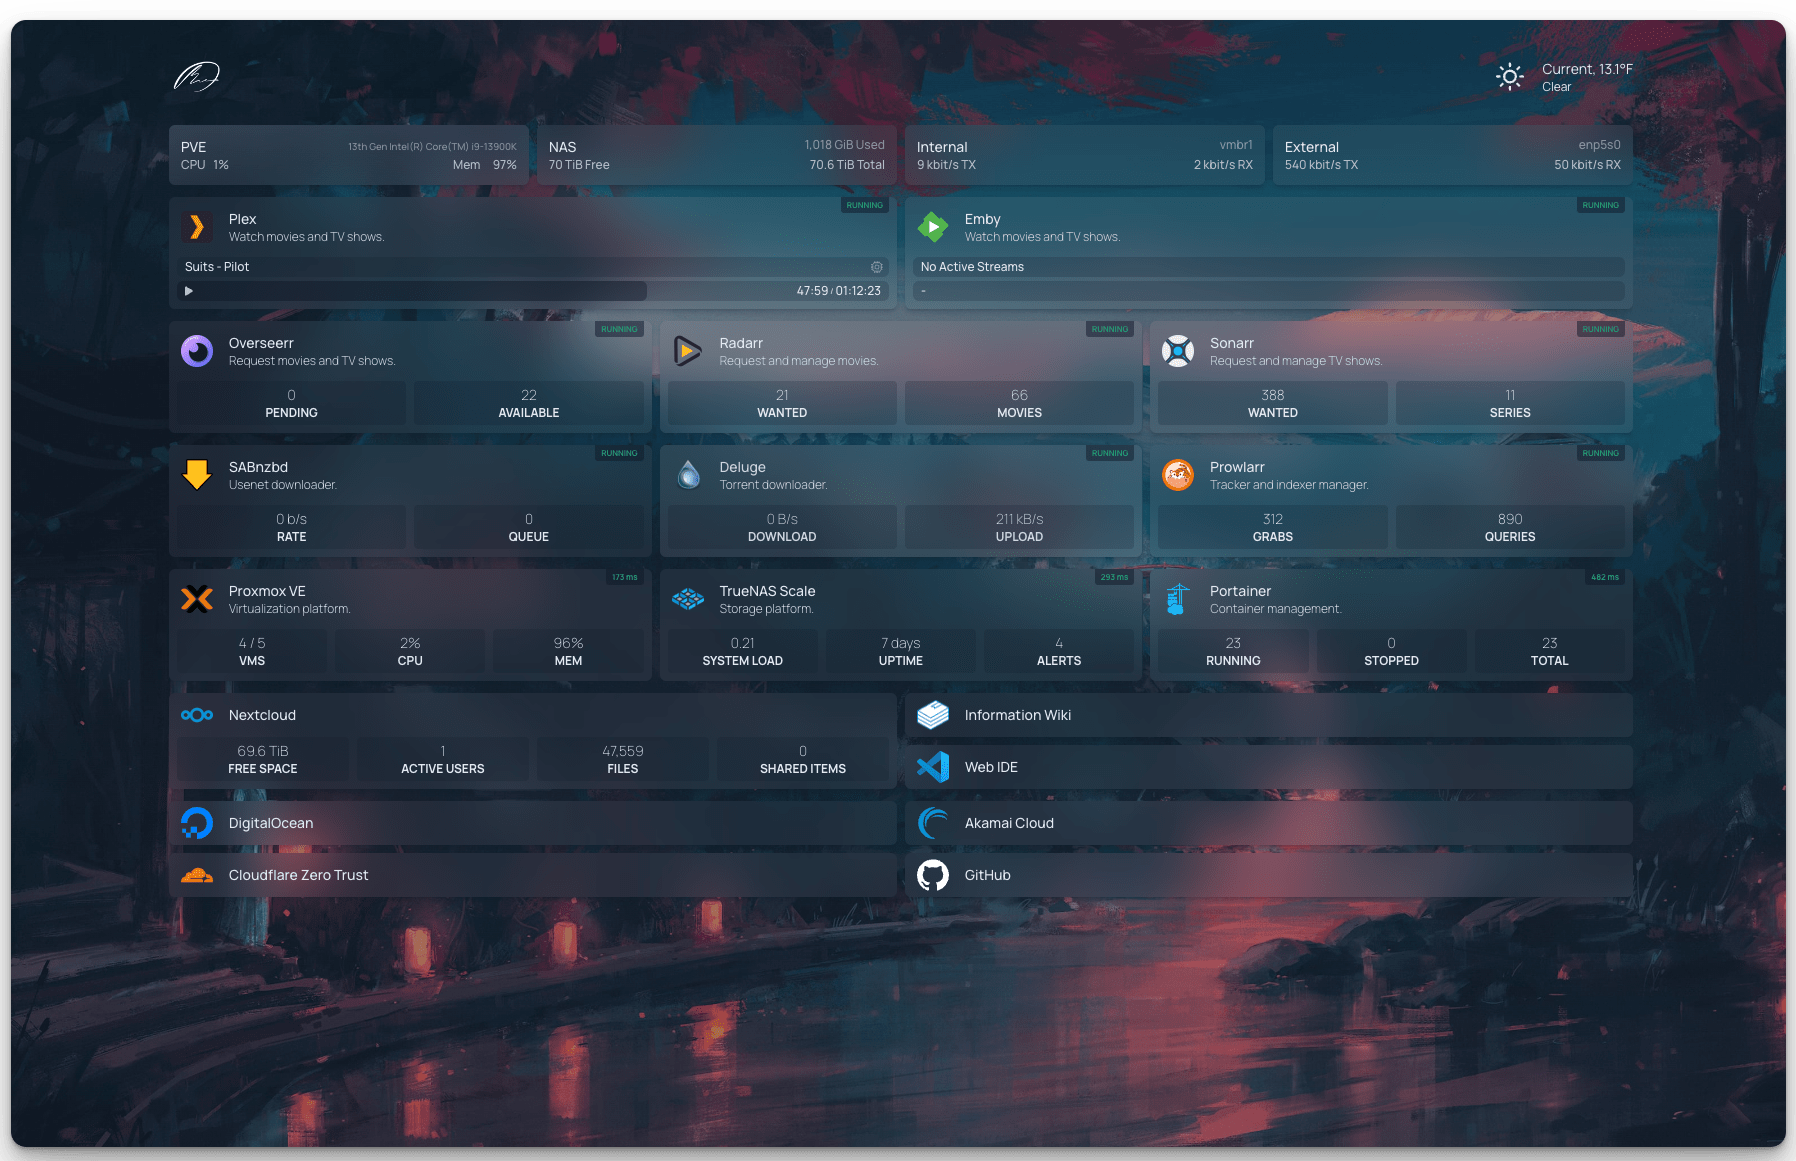 Current, 13.1°F
Clear
PVE 13th Gen Intel(R) Core(TM) i9-13900K
CPU 1% Mem 97%
NAS 1,018 GiB Used
70 TiB Free 70.6 TiB Total
Internal vmbr1
9 kbit/s TX 2 kbit/s RX
External enp5s0
540 kbit/s TX 50 kbit/s RX
RUNNING
Plex
Watch movies and TV shows.
Suits - Pilot
47:59 / 01:12:23
RUNNING
Emby
Watch movies and TV shows.
No Active Streams
-
RUNNING
Overseerr
Request movies and TV shows.
0 22
PENDING AVAILABLE
RUNNING
Radarr
Request and manage movies.
21 66
WANTED MOVIES
RUNNING
Sonarr
Request and manage TV shows.
388 11
WANTED SERIES
RUNNING
SABnzbd
Usenet downloader.
0 b/s 0
RATE QUEUE
RUNNING
Deluge
Torrent downloader.
0 B/s 211 kB/s
DOWNLOAD UPLOAD
RUNNING
Prowlarr
Tracker and indexer manager.
312 890
GRABS QUERIES
173 ms
Proxmox VE
Virtualization platform.
4 / 5 2% 96%
VMS CPU MEM
293 ms
TrueNAS Scale
Storage platform.
0.21 7 days 4
SYSTEM LOAD UPTIME ALERTS
482 ms
Portainer
Container management.
23 0 23
RUNNING STOPPED TOTAL
Nextcloud
69.6 TiB 1 47,559 0
FREE SPACE ACTIVE USERS FILES SHARED ITEMS
Information Wiki
Web IDE
DigitalOcean
Akamai Cloud
Cloudflare Zero Trust
GitHub